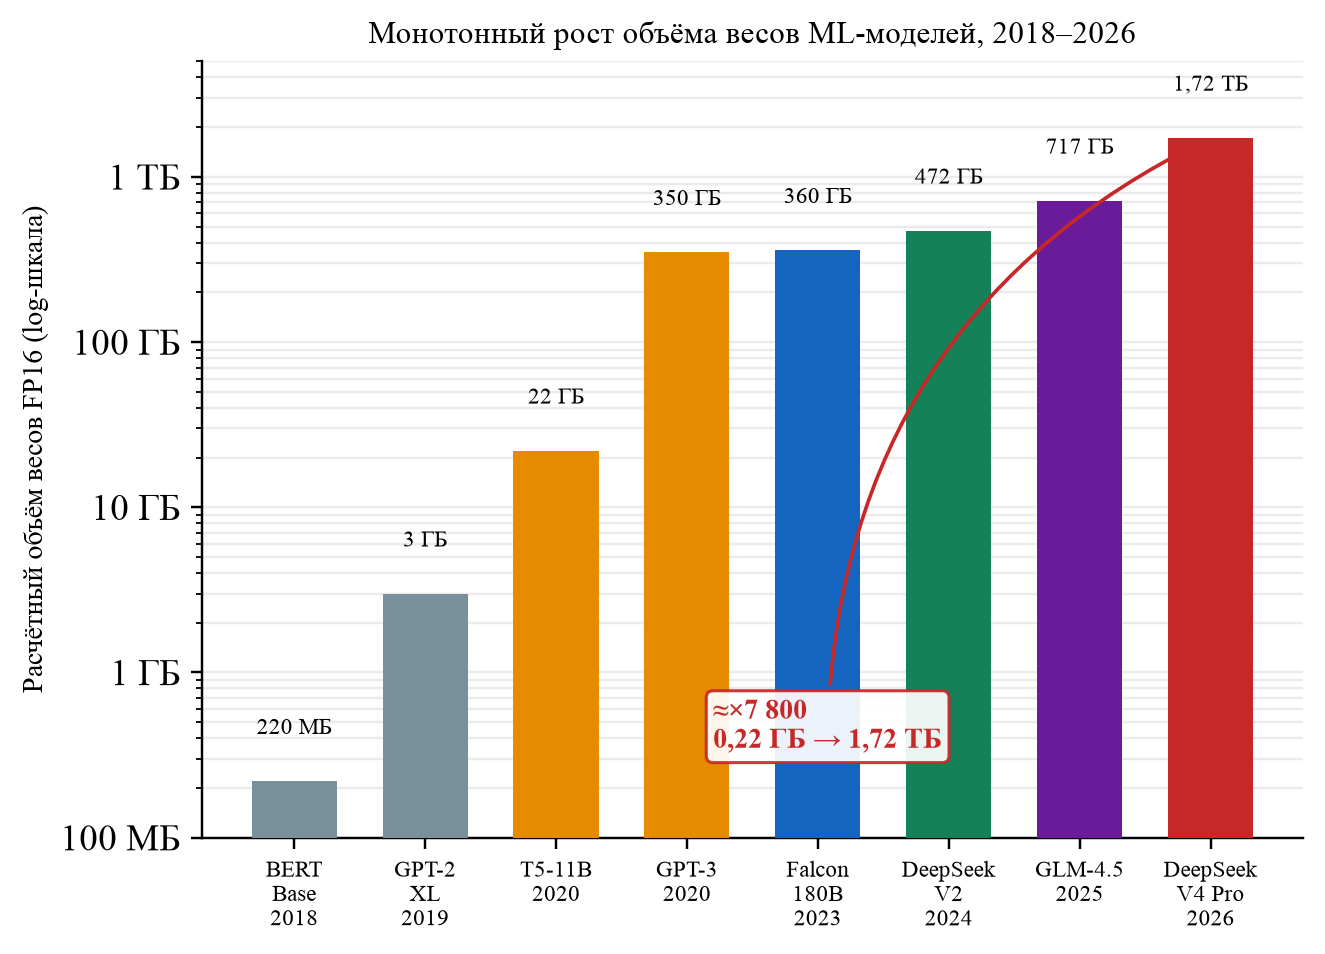 Монотонный рост объёма весов ML-моделей, 2018–2026
Расчётный объём весов FP16 (log-шкала)
1 ТБ
100 ГБ
10 ГБ
1 ГБ
100 МБ
220 МБ
3 ГБ
22 ГБ
350 ГБ
360 ГБ
472 ГБ
717 ГБ
1,72 ТБ
≈×7 800
0,22 ГБ → 1,72 ТБ
BERT
Base
2018
GPT-2
XL
2019
T5-11B
2020
GPT-3
2020
Falcon
180B
2023
DeepSeek
V2
2024
GLM-4.5
2025
DeepSeek
V4 Pro
2026